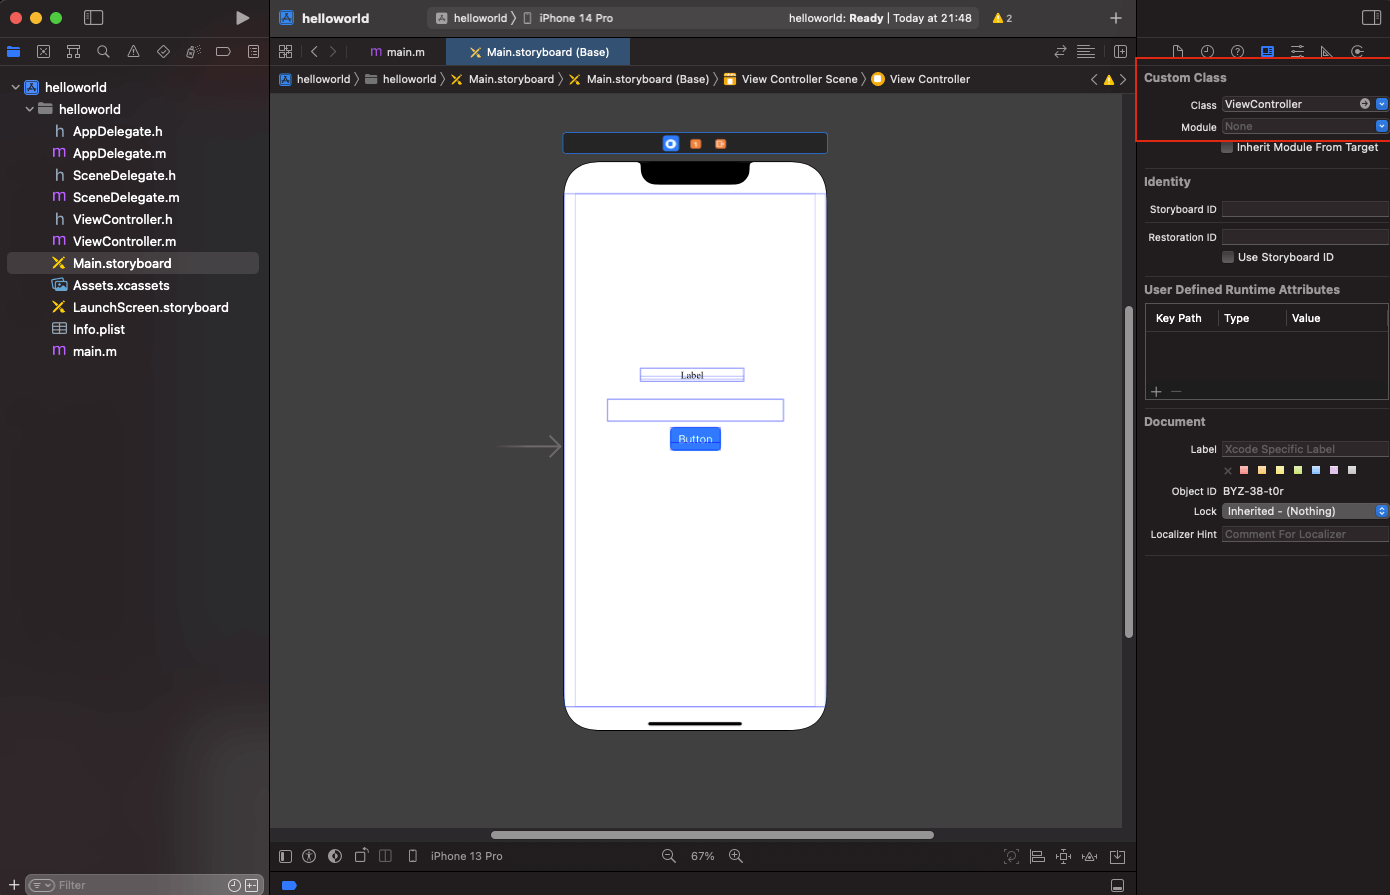 helloworld
helloworld
iPhone 14 Pro
helloworld: Ready | Today at 21:48
2
main.m
Main.storyboard (Base)
helloworld
helloworld
Main.storyboard
Main.storyboard (Base)
View Controller Scene
View Controller
helloworld
helloworld
h AppDelegate.h
m AppDelegate.m
h SceneDelegate.h
m SceneDelegate.m
h ViewController.h
m ViewController.m
Main.storyboard
Assets.xcassets
LaunchScreen.storyboard
Info.plist
m main.m
Filter
Label
Button
iPhone 13 Pro
67%
Custom Class
Class ViewController
Module None
Inherit Module From Target
Identity
Storyboard ID
Restoration ID
Use Storyboard ID
User Defined Runtime Attributes
Key Path Type Value
Document
Label Xcode Specific Label
Object ID BYZ-38-t0r
Lock Inherited - (Nothing)
Localizer Hint Comment For Localizer